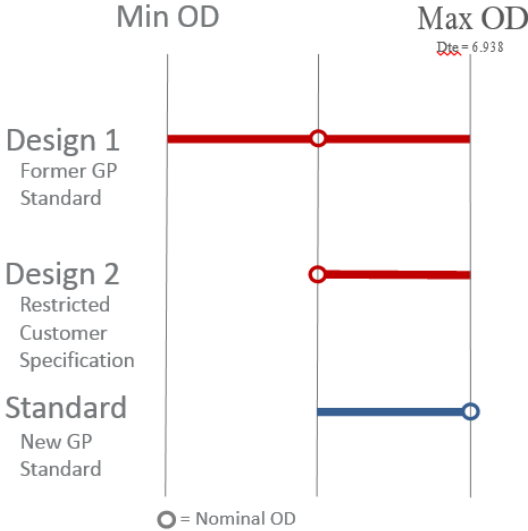 Min OD
Max OD
Dte = 6.938
Design 1
Former GP
Standard
Design 2
Restricted
Customer
Specification
Standard
New GP
Standard
= Nominal OD